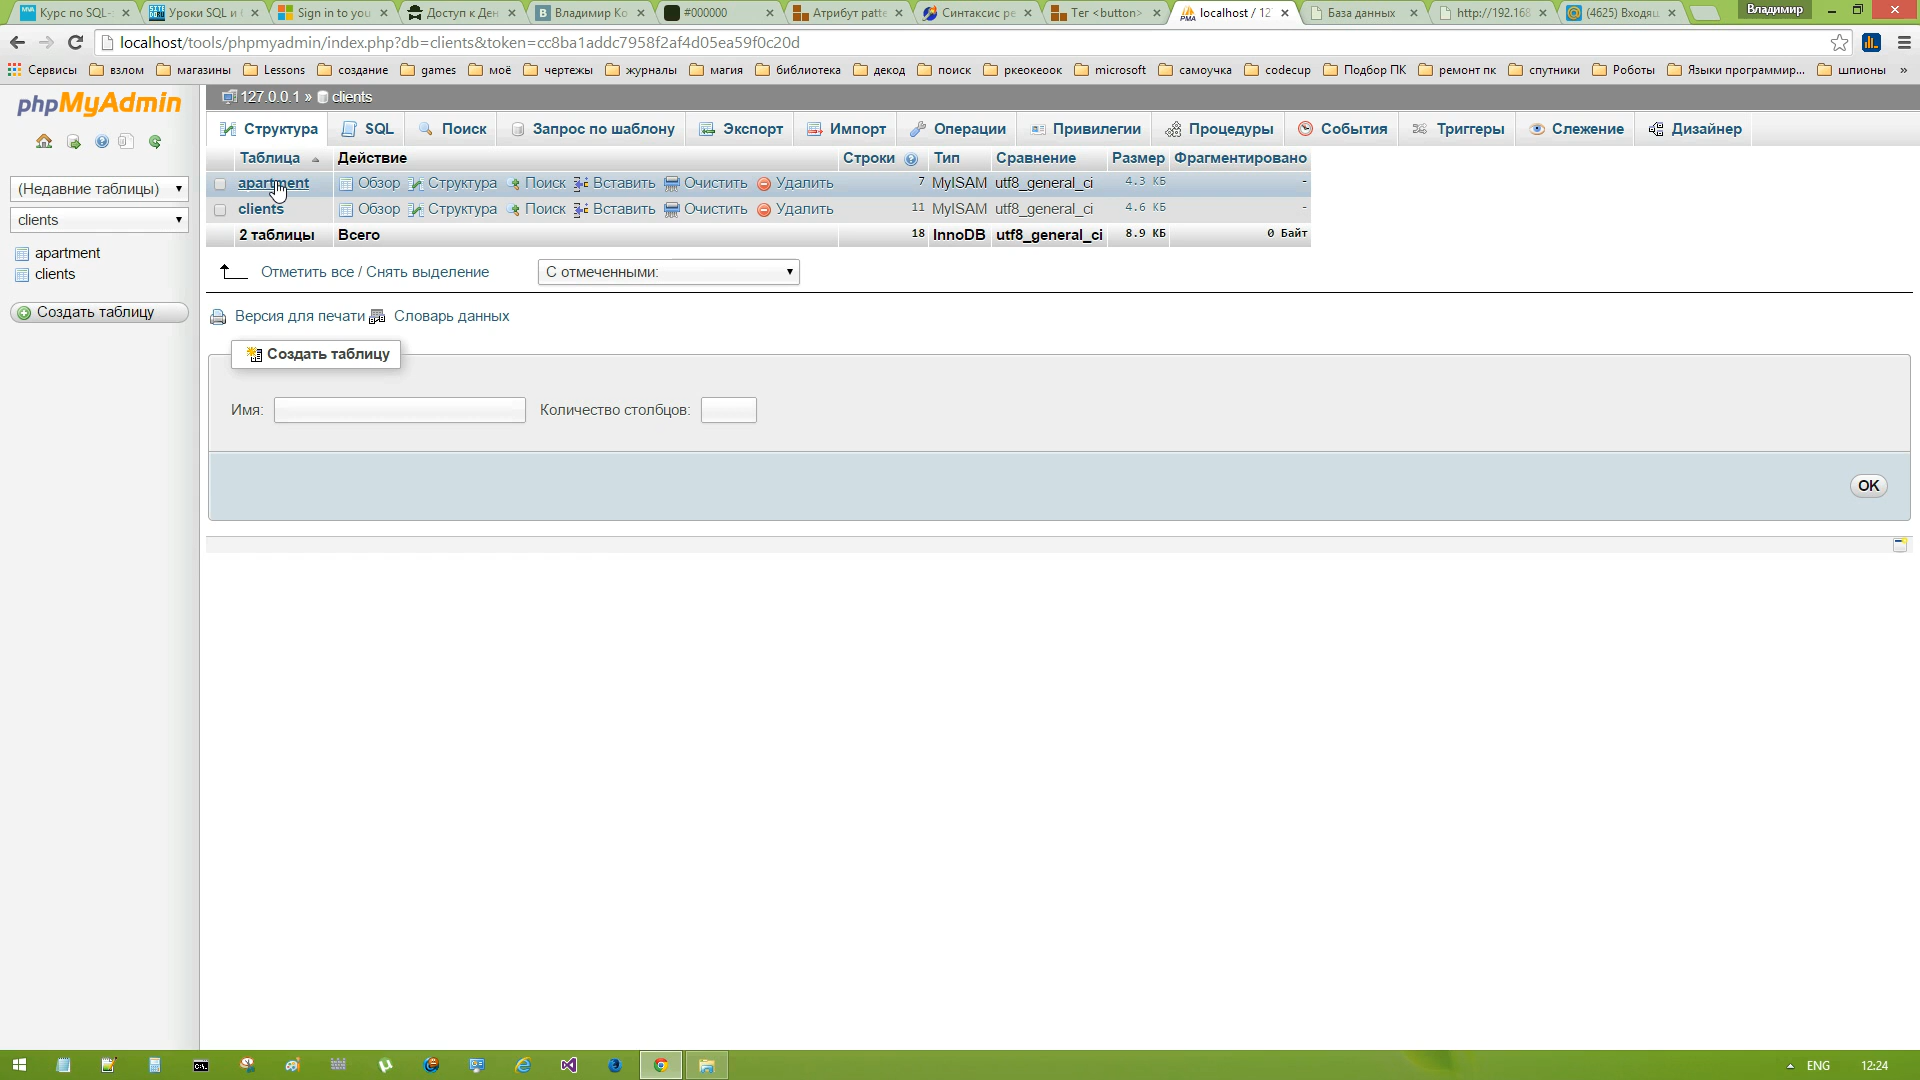 Курс по SQL-
Уроки SQL и
Sign in to you
Доступ к Ден
Владимир Ко
#000000
Атрибут patte
Синтаксис ре
Тег <button>
localhost / 12
База данных
http://192.168
(4625) Входящ
Владимир
localhost/tools/phpmyadmin/index.php?db=clients&token=cc8ba1addc7958f2af4d05ea59f0c20d
Сервисы взлом магазины Lessons создание games моё чертежы журналы магия библиотека декод поиск ркеокеоок microsoft самоучка codecup Подбор ПК ремонт пк спутники Роботы Языки программир... шпионы »
phpMyAdmin
(Недавние таблицы)
clients
apartment
clients
Создать таблицу
127.0.0.1 » clients
Структура SQL Поиск Запрос по шаблону Экспорт Импорт Операции Привилегии Процедуры События Триггеры Слежение Дизайнер
Таблица Действие Строки Тип Сравнение Размер Фрагментировано
apartment Обзор Структура Поиск Вставить Очистить Удалить 7 MyISAM utf8_general_ci 4.3 КБ -
clients Обзор Структура Поиск Вставить Очистить Удалить 11 MyISAM utf8_general_ci 4.6 КБ -
2 таблицы Всего 18 InnoDB utf8_general_ci 8.9 КБ 0 Байт
Отметить все / Снять выделение С отмеченными:
Версия для печати Словарь данных
Создать таблицу
Имя: Количество столбцов:
OK
ENG 12:24